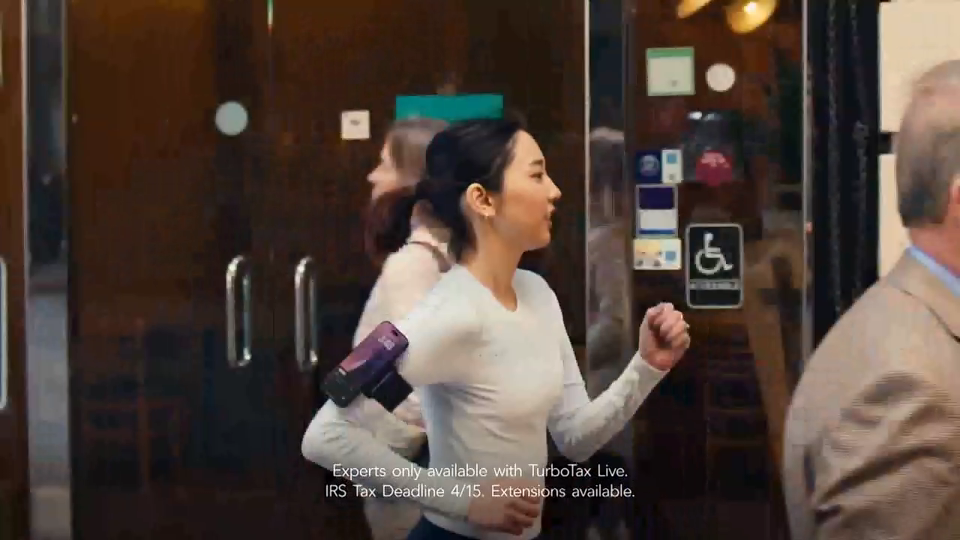 Experts only available with TurboTax Live.
IRS Tax Deadline 4/15. Extensions available.